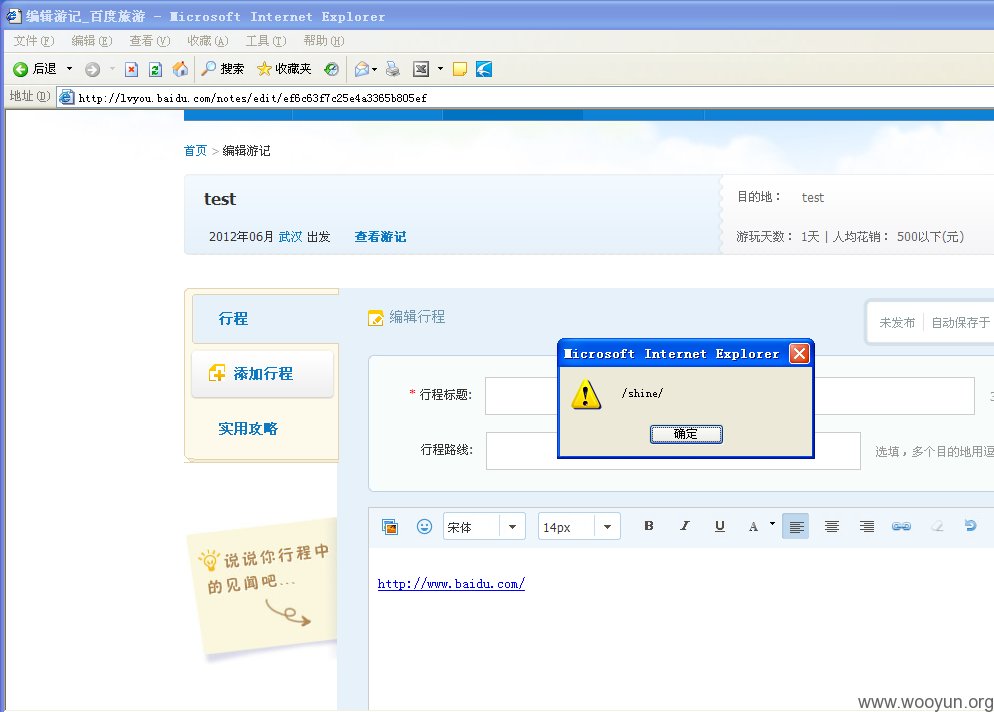 编辑游记_百度旅游 - Microsoft Internet Explorer
文件(F) 编辑(E) 查看(V) 收藏(A) 工具(T) 帮助(H)
后退 搜索 收藏夹
地址(D) http://lvyou.baidu.com/notes/edit/ef6c63f7c25e4a3365b805ef
首页 > 编辑游记
test
目的地： test
2012年06月 武汉 出发 查看游记
游玩天数： 1天 | 人均花销： 500以下(元)
行程
编辑行程
未发布 自动保存于
Microsoft Internet Explorer
添加行程
/shine/
* 行程标题:
确定
实用攻略
行程路线:
选填，多个目的地用逗
宋体 14px B I U A
说说你行程中
的见闻吧...
http://www.baidu.com/
www.wooyun.org